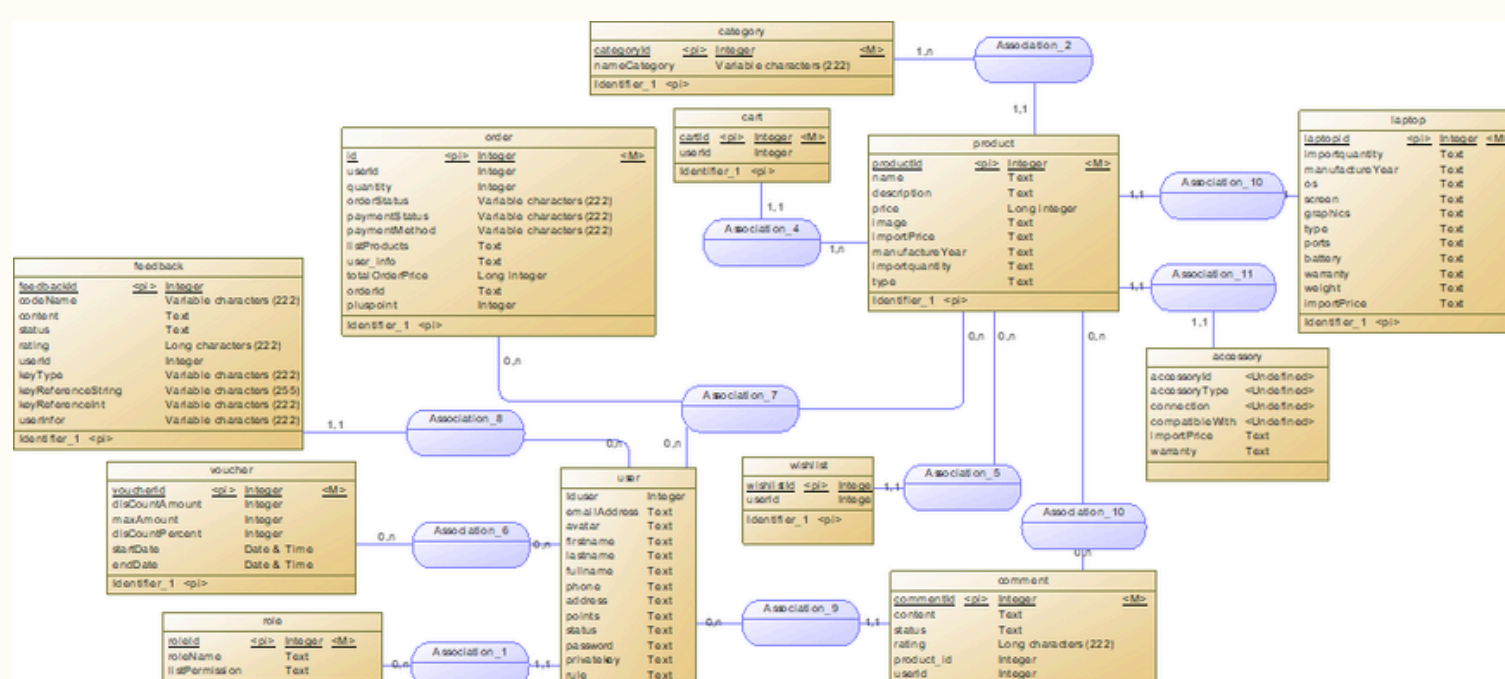 category
categoryId <pi> Integer <M>
nameCategory Variable characters (222)
Identifier_1 <pi>
1,n
Association_2
1,1
cart
cartId <pi> Integer <M>
userId Integer
Identifier_1 <pi>
1,1
Association_4
1,n
order
id <pi> Integer <M>
userId Integer
quantity Integer
orderStatus Variable characters (222)
paymentStatus Variable characters (222)
paymentMethod Variable characters (222)
listProducts Text
user_info Text
totalOrderPrice Long integer
orderId Text
pluspoint Integer
Identifier_1 <pi>
0,n
product
productId <pi> Integer <M>
name Text
description Text
price Long integer
image Text
importPrice Text
manufactureYear Text
importquantity Text
type Text
Identifier_1 <pi>
1,1
Association_10
laptop
laptopid <pi> Integer <M>
importquantity Text
manufactureYear Text
os Text
screen Text
graphics Text
type Text
ports Text
battery Text
warranty Text
weight Text
importPrice Text
Identifier_1 <pi>
1,1
Association_11
1,1
accessory
accessoryId <Undefined>
accessoryType <Undefined>
connection <Undefined>
compatibleWith <Undefined>
importPrice Text
warranty Text
feedback
feedbackId <pi> Integer
codeName Variable characters (222)
content Text
status Text
rating Long characters (222)
userId Integer
keyType Variable characters (222)
keyReferenceString Variable characters (255)
keyReferenceInt Variable characters (222)
userInfor Variable characters (222)
Identifier_1 <pi>
1,1
Association_8
0,n
Association_7
0,n
0,n
0,n
0,n
voucher
voucherId <pi> Integer <M>
disCountAmount Integer
maxAmount Integer
disCountPercent Integer
startDate Date & Time
endDate Date & Time
Identifier_1 <pi>
0,n
Association_6
0,n
user
Iduser Integer
emailAddress Text
avatar Text
firstname Text
lastname Text
fullname Text
phone Text
address Text
points Text
status Text
password Text
privatekey Text
rule Text
wishlist
wishlistId <pi> Intege
userId Intege
Identifier_1 <pi>
1,1
Association_5
Association_10
0,n
role
roleId <pi> Integer <M>
roleName Text
listPermission Text
0,n
Association_1
1,1
0,n
Association_9
1,1
comment
commentId <pi> Integer <M>
content Text
status Text
rating Long characters (222)
product_id Integer
userId Integer